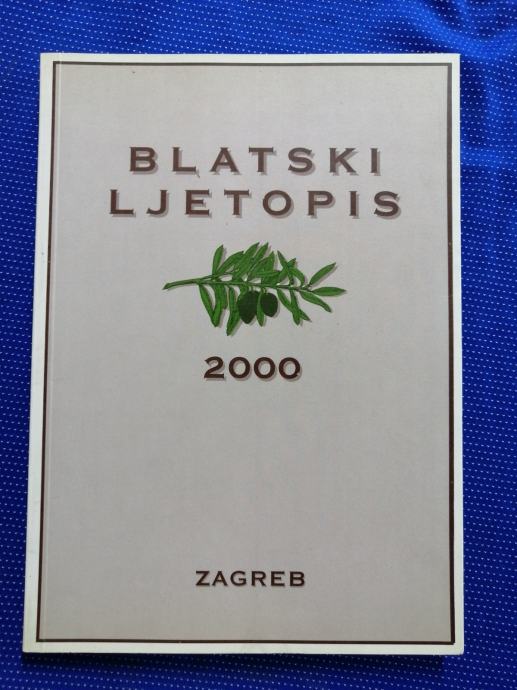 BLATSKI
LJETOPIS
2000
ZAGREB